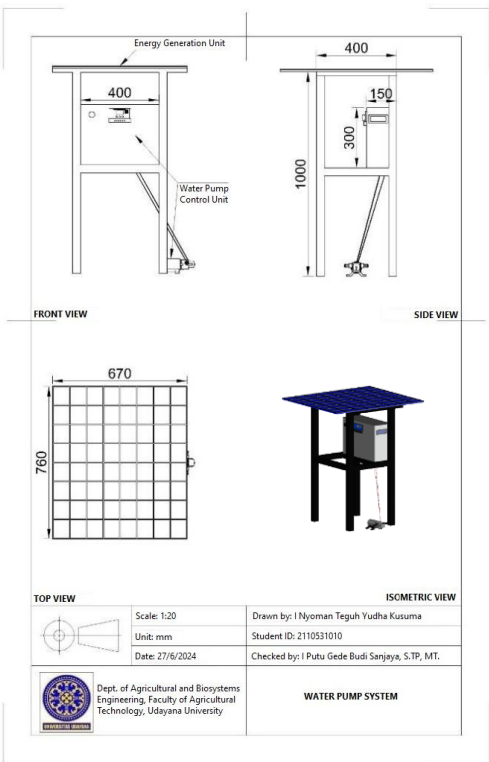 Energy Generation Unit
400
Water Pump
Control Unit
FRONT VIEW
400
150
300
1000
SIDE VIEW
670
760
TOP VIEW
ISOMETRIC VIEW
Scale: 1:20
Drawn by: I Nyoman Teguh Yudha Kusuma
Unit: mm
Student ID: 2110531010
Date: 27/6/2024
Checked by: I Putu Gede Budi Sanjaya, S.TP, MT.
UNIVERSITAS UDAYANA
Dept. of Agricultural and Biosystems
Engineering, Faculty of Agricultural
Technology, Udayana University
WATER PUMP SYSTEM